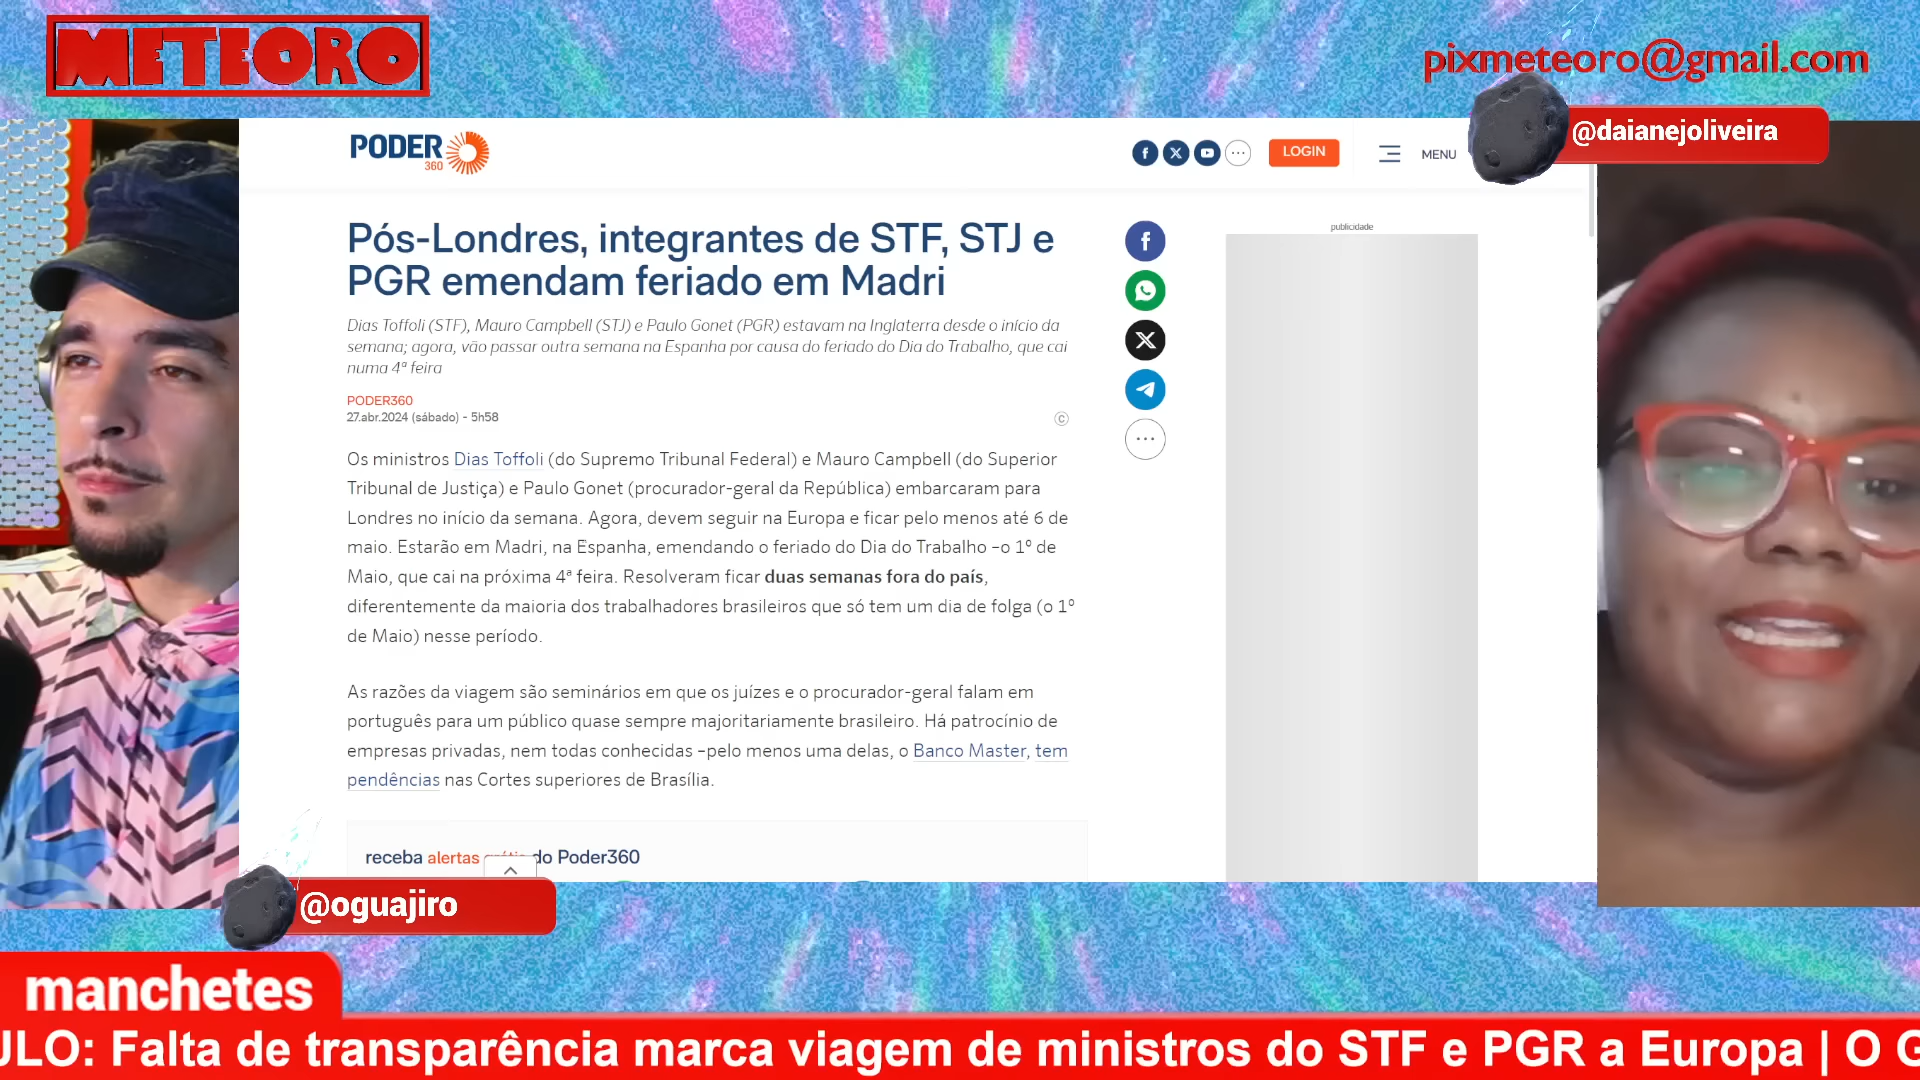 METEORO
pixmeteoro@gmail.com
@daianejoliveira
PODER
360
LOGIN
MENU
Pós-Londres, integrantes de STF, STJ e
PGR emendam feriado em Madri
Dias Toffoli (STF), Mauro Campbell (STJ) e Paulo Gonet (PGR) estavam na Inglaterra desde o início da
semana; agora, vão passar outra semana na Espanha por causa do feriado do Dia do Trabalho, que cai
numa 4ª feira
PODER360
27.abr.2024 (sábado) - 5h58
Os ministros Dias Toffoli (do Supremo Tribunal Federal) e Mauro Campbell (do Superior
Tribunal de Justiça) e Paulo Gonet (procurador-geral da República) embarcaram para
Londres no início da semana. Agora, devem seguir na Europa e ficar pelo menos até 6 de
maio. Estarão em Madri, na Espanha, emendando o feriado do Dia do Trabalho –o 1º de
Maio, que cai na próxima 4ª feira. Resolveram ficar duas semanas fora do país,
diferentemente da maioria dos trabalhadores brasileiros que só tem um dia de folga (o 1º
de Maio) nesse período.
As razões da viagem são seminários em que os juízes e o procurador-geral falam em
português para um público quase sempre majoritariamente brasileiro. Há patrocínio de
empresas privadas, nem todas conhecidas –pelo menos uma delas, o Banco Master, tem
pendências nas Cortes superiores de Brasília.
publicidade
receba alertas grátis do Poder360
@oguajiro
manchetes
ULO: Falta de transparência marca viagem de ministros do STF e PGR a Europa | O G